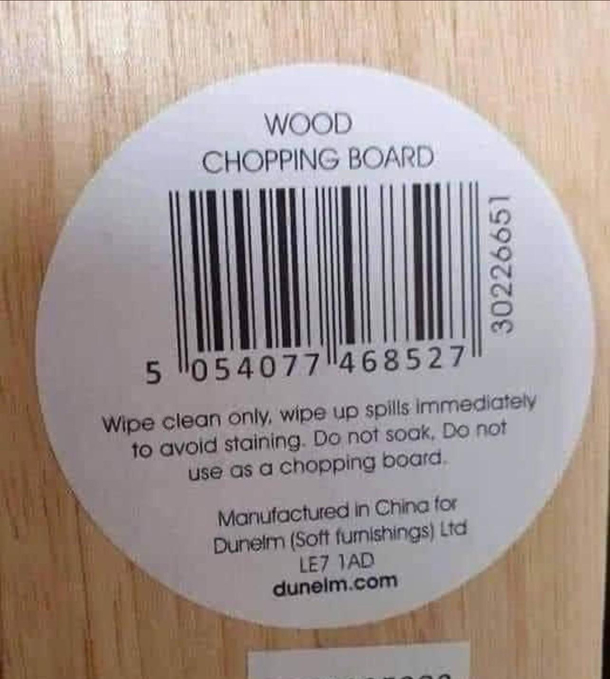 WOOD
CHOPPING BOARD
30226651
5 054077 468527
Wipe clean only, wipe up spills immediately
to avoid staining. Do not soak, Do not
use as a chopping board.
Manufactured in China for
Dunelm (Soft furnishings) Ltd
LE7 1AD
dunelm.com